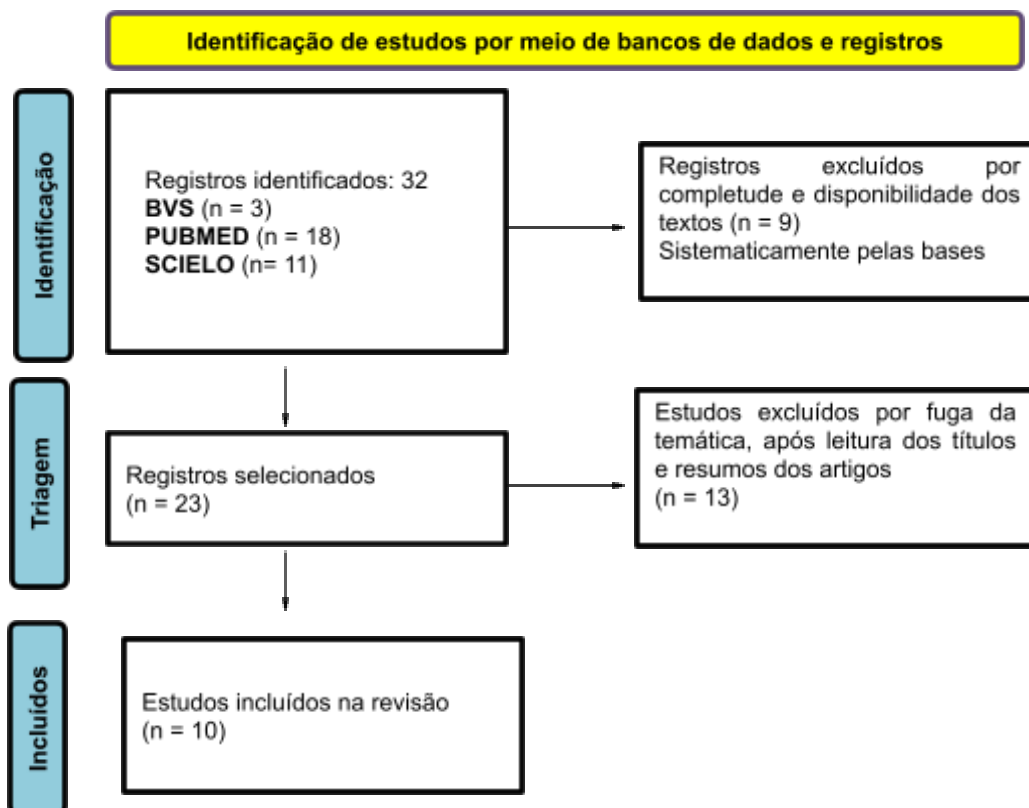 Identificação de estudos por meio de bancos de dados e registros
Identificação
Registros identificados: 32
BVS (n = 3)
PUBMED (n = 18)
SCIELO (n= 11)
Registros excluídos por
completude e disponibilidade dos
textos (n = 9)
Sistematicamente pelas bases
Triagem
Registros selecionados
(n = 23)
Estudos excluídos por fuga da
temática, após leitura dos títulos
e resumos dos artigos
(n = 13)
Incluídos
Estudos incluídos na revisão
(n = 10)